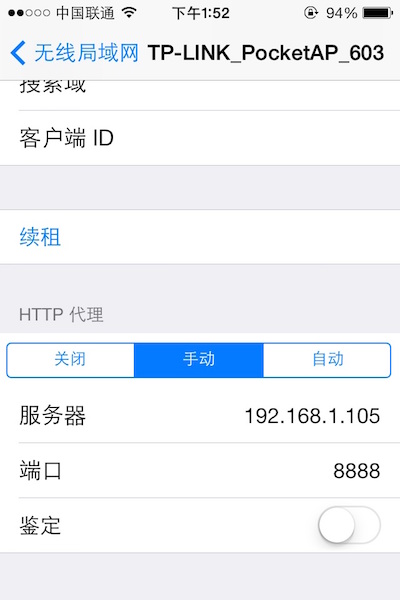 中国联通 下午1:52 94%
无线局域网 TP-LINK_PocketAP_603
搜索域
客户端 ID
续租
HTTP 代理
关闭 手动 自动
服务器 192.168.1.105
端口 8888
鉴定